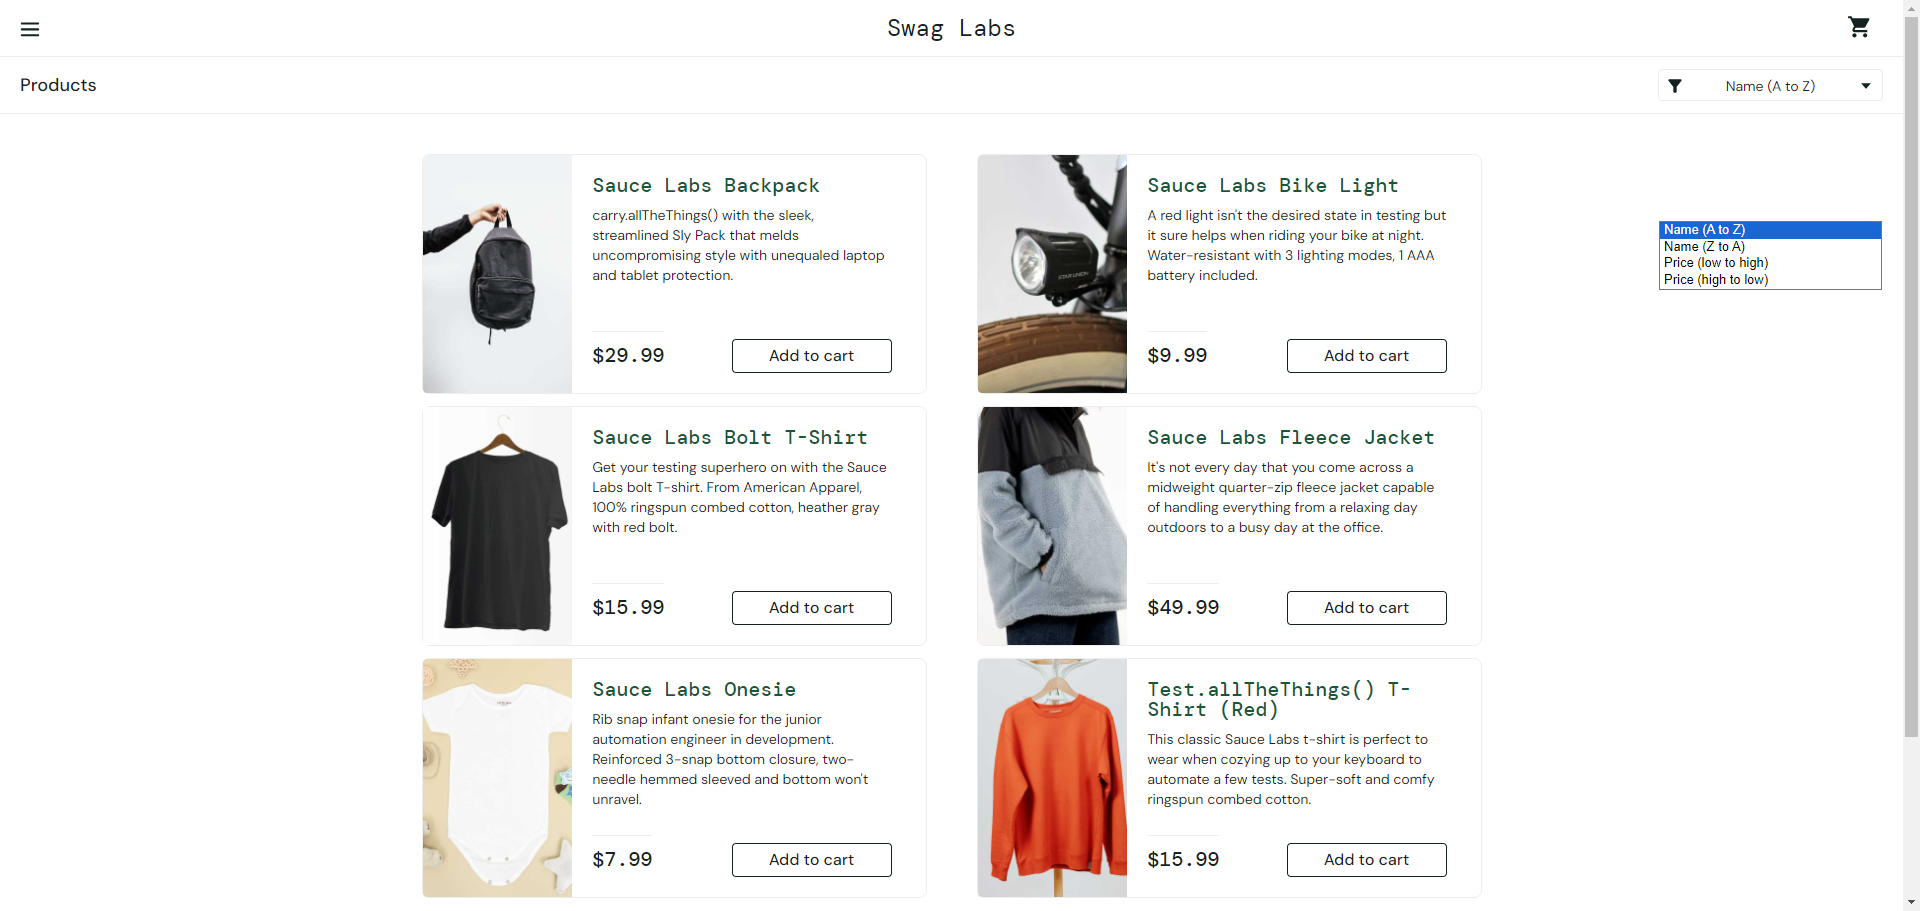 Swag Labs
Products
Name (A to Z)
Name (A to Z)
Name (Z to A)
Price (low to high)
Price (high to low)
Sauce Labs Backpack
carry.allTheThings() with the sleek,
streamlined Sly Pack that melds
uncompromising style with unequaled laptop
and tablet protection.
$29.99
Add to cart
Sauce Labs Bike Light
A red light isn't the desired state in testing but
it sure helps when riding your bike at night.
Water-resistant with 3 lighting modes, 1 AAA
battery included.
$9.99
Add to cart
STAR UNION
Sauce Labs Bolt T-Shirt
Get your testing superhero on with the Sauce
Labs bolt T-shirt. From American Apparel,
100% ringspun combed cotton, heather gray
with red bolt.
$15.99
Add to cart
Sauce Labs Fleece Jacket
It's not every day that you come across a
midweight quarter-zip fleece jacket capable
of handling everything from a relaxing day
outdoors to a busy day at the office.
$49.99
Add to cart
Sauce Labs Onesie
Rib snap infant onesie for the junior
automation engineer in development.
Reinforced 3-snap bottom closure, two-
needle hemmed sleeved and bottom won't
unravel.
$7.99
Add to cart
Test.allTheThings() T-
Shirt (Red)
This classic Sauce Labs t-shirt is perfect to
wear when cozying up to your keyboard to
automate a few tests. Super-soft and comfy
ringspun combed cotton.
$15.99
Add to cart